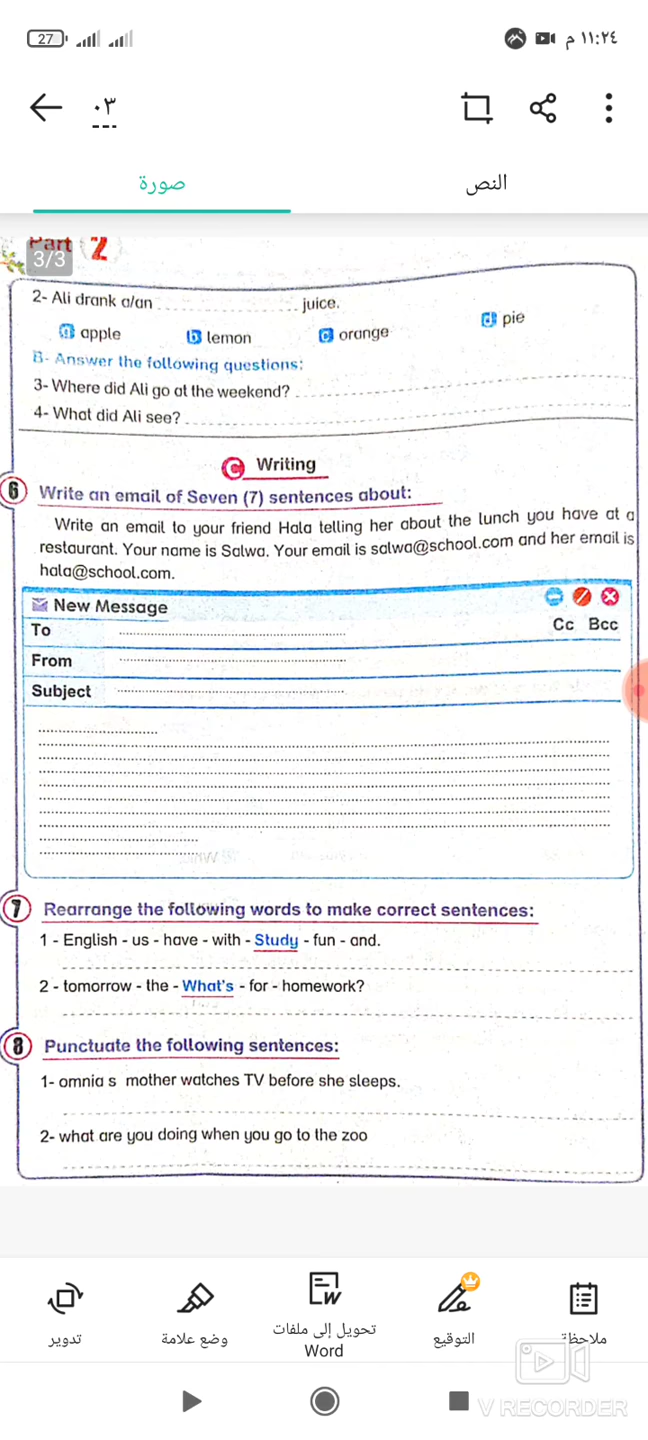 27
١١:٢٤ م
٠٣
النص
صورة
Part 2
3/3
2- Ali drank a/an ............ juice.
a apple b lemon c orange d pie
B- Answer the following questions:
3- Where did Ali go at the weekend?
4- What did Ali see?
C Writing
6 Write an email of Seven (7) sentences about:
Write an email to your friend Hala telling her about the lunch you have at a
restaurant. Your name is Salwa. Your email is salwa@school.com and her email is
hala@school.com.
New Message
To
Cc Bcc
From
Subject
7 Rearrange the following words to make correct sentences:
1 - English - us - have - with - Study - fun - and.
2 - tomorrow - the - What's - for - homework?
8 Punctuate the following sentences:
1- omnia s mother watches TV before she sleeps.
2- what are you doing when you go to the zoo
ملاحظة
التوقيع
تحويل إلى ملفات
Word
وضع علامة
تدوير
V RECORDER